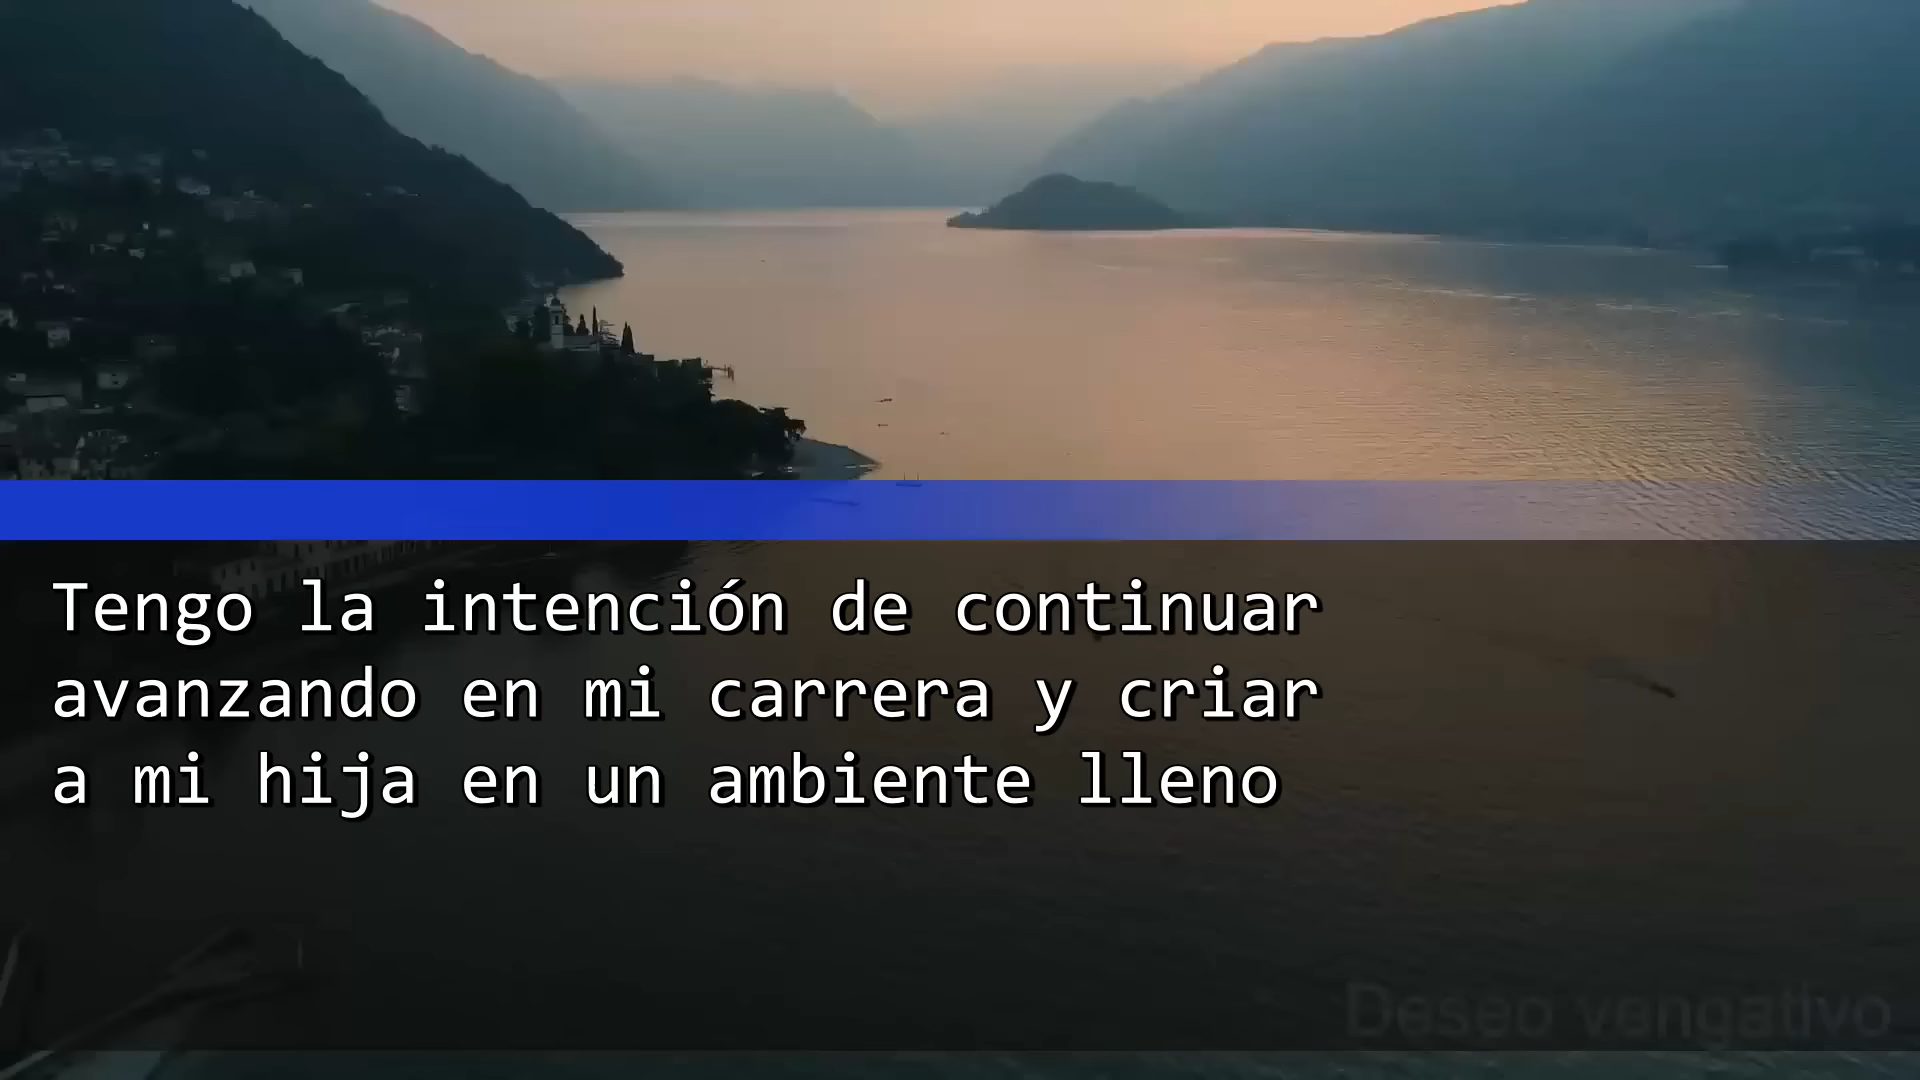 Tengo la intención de continuar
avanzando en mi carrera y criar
a mi hija en un ambiente lleno
Deseo vengativo